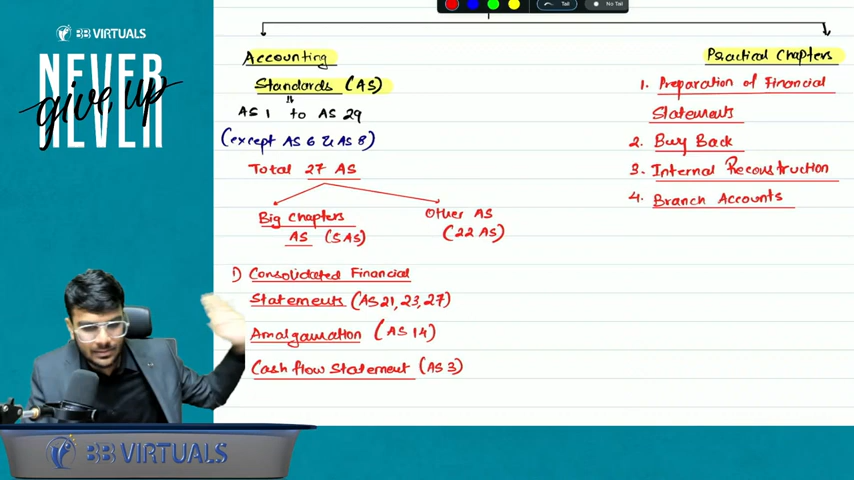 BB VIRTUALS
NEVER
give up
NEVER
Tail
No Tail
Accounting
Standards (AS)
AS 1 to AS 29
(except AS 6 & AS 8)
Total 27 AS
Big Chapters
AS (5 AS)
Other AS
(22 AS)
1) Consolidated Financial
Statements (AS 21, 23, 27)
Amalgamation (AS 14)
Cash flow Statement (AS 3)
Practical Chapters
1. Preparation of Financial
Statements
2. Buy Back
3. Internal Reconstruction
4. Branch Accounts
BB VIRTUALS